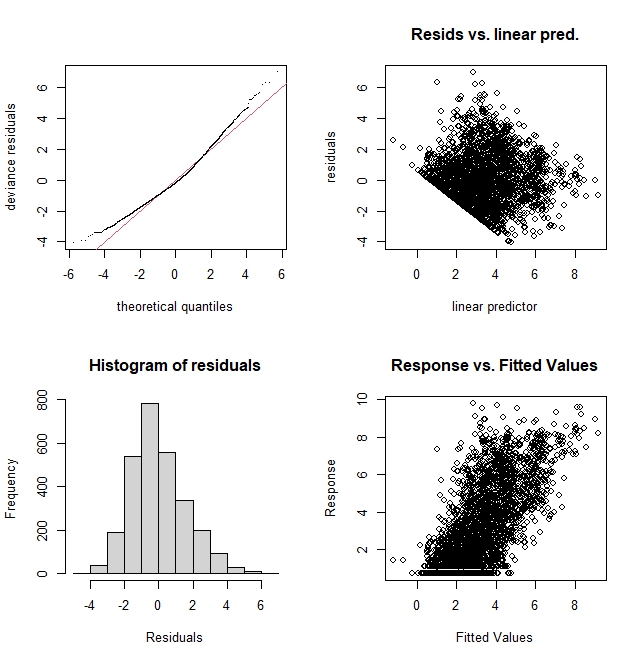 deviance residuals
6
4
2
0
-2
-4
-6 -4 -2 0 2 4 6
theoretical quantiles
Resids vs. linear pred.
residuals
6
4
2
0
-2
-4
0 2 4 6 8
linear predictor
Histogram of residuals
Frequency
800
600
400
200
0
-4 -2 0 2 4 6
Residuals
Response vs. Fitted Values
Response
10
8
6
4
2
0 2 4 6 8
Fitted Values